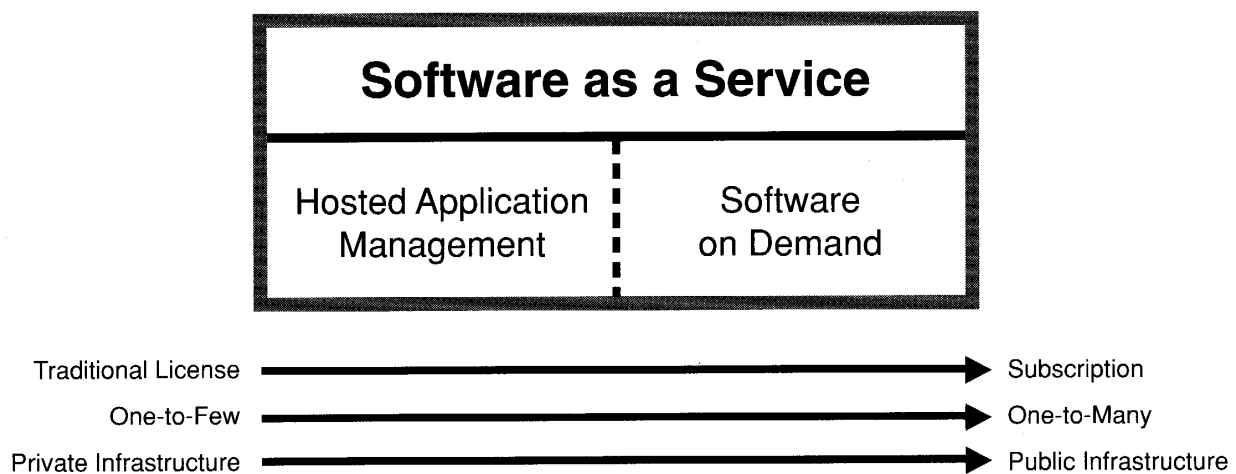 Software as a Service
Hosted Application
Management
Software
on Demand
Traditional License
Subscription
One-to-Few
One-to-Many
Private Infrastructure
Public Infrastructure